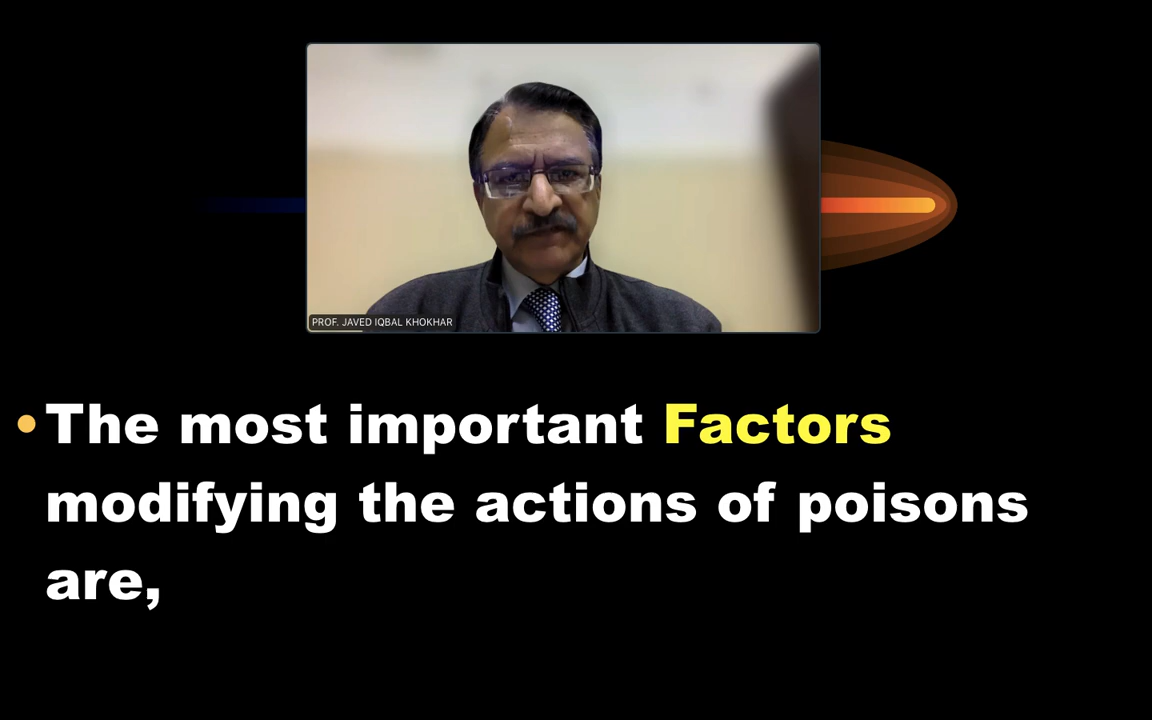 PROF. JAVED IQBAL KHOKHAR
• The most important Factors
modifying the actions of poisons
are,